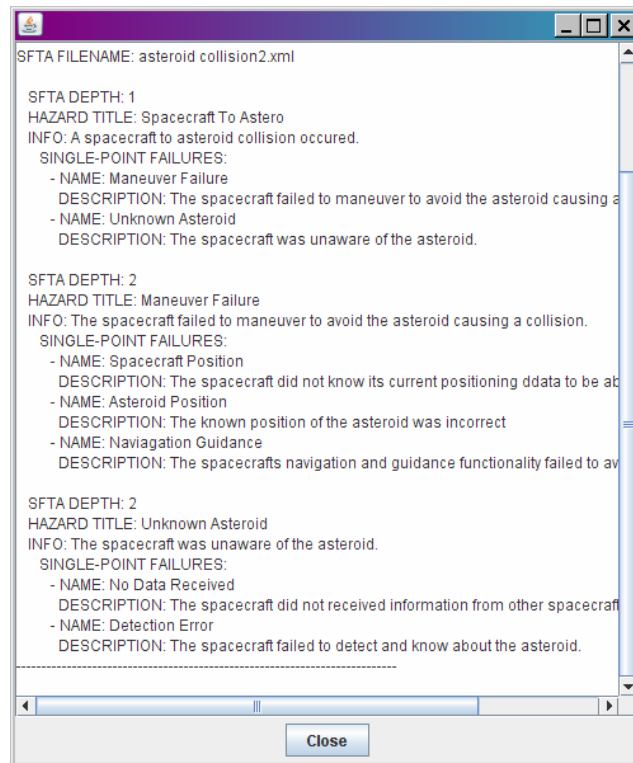 SFTA FILENAME: asteroid collision2.xml
SFTA DEPTH: 1
HAZARD TITLE: Spacecraft To Astero
INFO: A spacecraft to asteroid collision occured.
SINGLE-POINT FAILURES:
- NAME: Maneuver Failure
DESCRIPTION: The spacecraft failed to maneuver to avoid the asteroid causing a
- NAME: Unknown Asteroid
DESCRIPTION: The spacecraft was unaware of the asteroid.
SFTA DEPTH: 2
HAZARD TITLE: Maneuver Failure
INFO: The spacecraft failed to maneuver to avoid the asteroid causing a collision.
SINGLE-POINT FAILURES:
- NAME: Spacecraft Position
DESCRIPTION: The spacecraft did not know its current positioning ddata to be ab
- NAME: Asteroid Position
DESCRIPTION: The known position of the asteroid was incorrect
- NAME: Naviagation Guidance
DESCRIPTION: The spacecrafts navigation and guidance functionality failed to av
SFTA DEPTH: 2
HAZARD TITLE: Unknown Asteroid
INFO: The spacecraft was unaware of the asteroid.
SINGLE-POINT FAILURES:
- NAME: No Data Received
DESCRIPTION: The spacecraft did not received information from other spacecraft
- NAME: Detection Error
DESCRIPTION: The spacecraft failed to detect and know about the asteroid.
--------------------------------------------------------------------------
Close